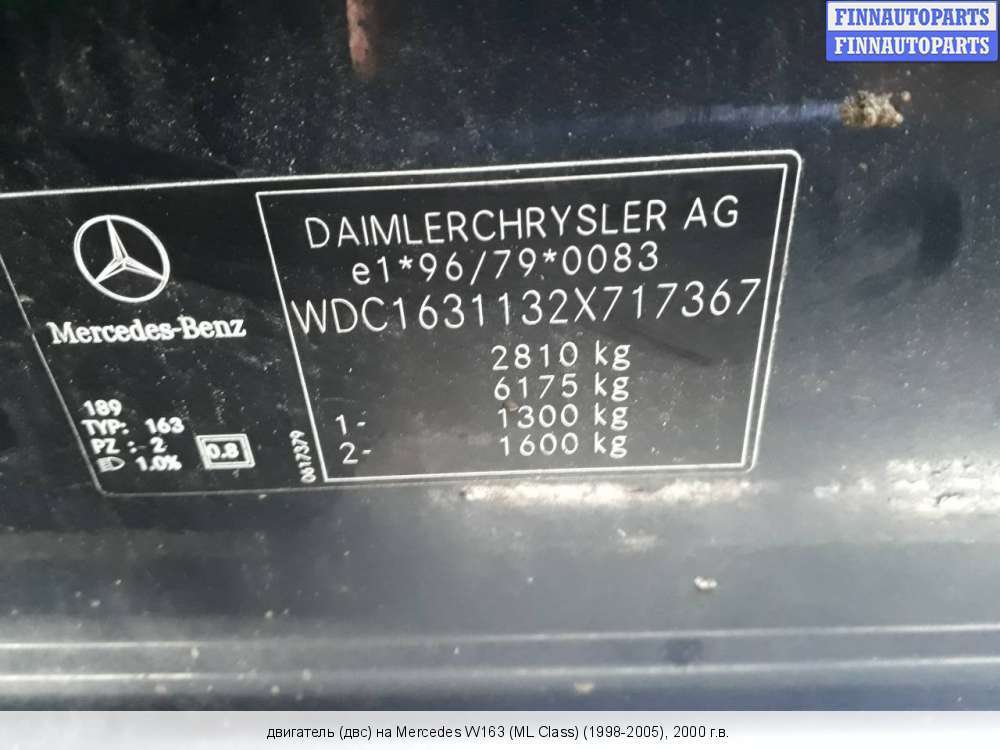 FINNAUTOPARTS
FINNAUTOPARTS
DAIMLERCHRYSLER AG
e1*96/79*0083
WDC1631132X717367
Mercedes-Benz
2810 kg
6175 kg
1- 1300 kg
2- 1600 kg
189
TYP: 163
PZ : 2
1.0%
0.8
0617379
двигатель (двс) на Mercedes W163 (ML Class) (1998-2005), 2000 г.в.